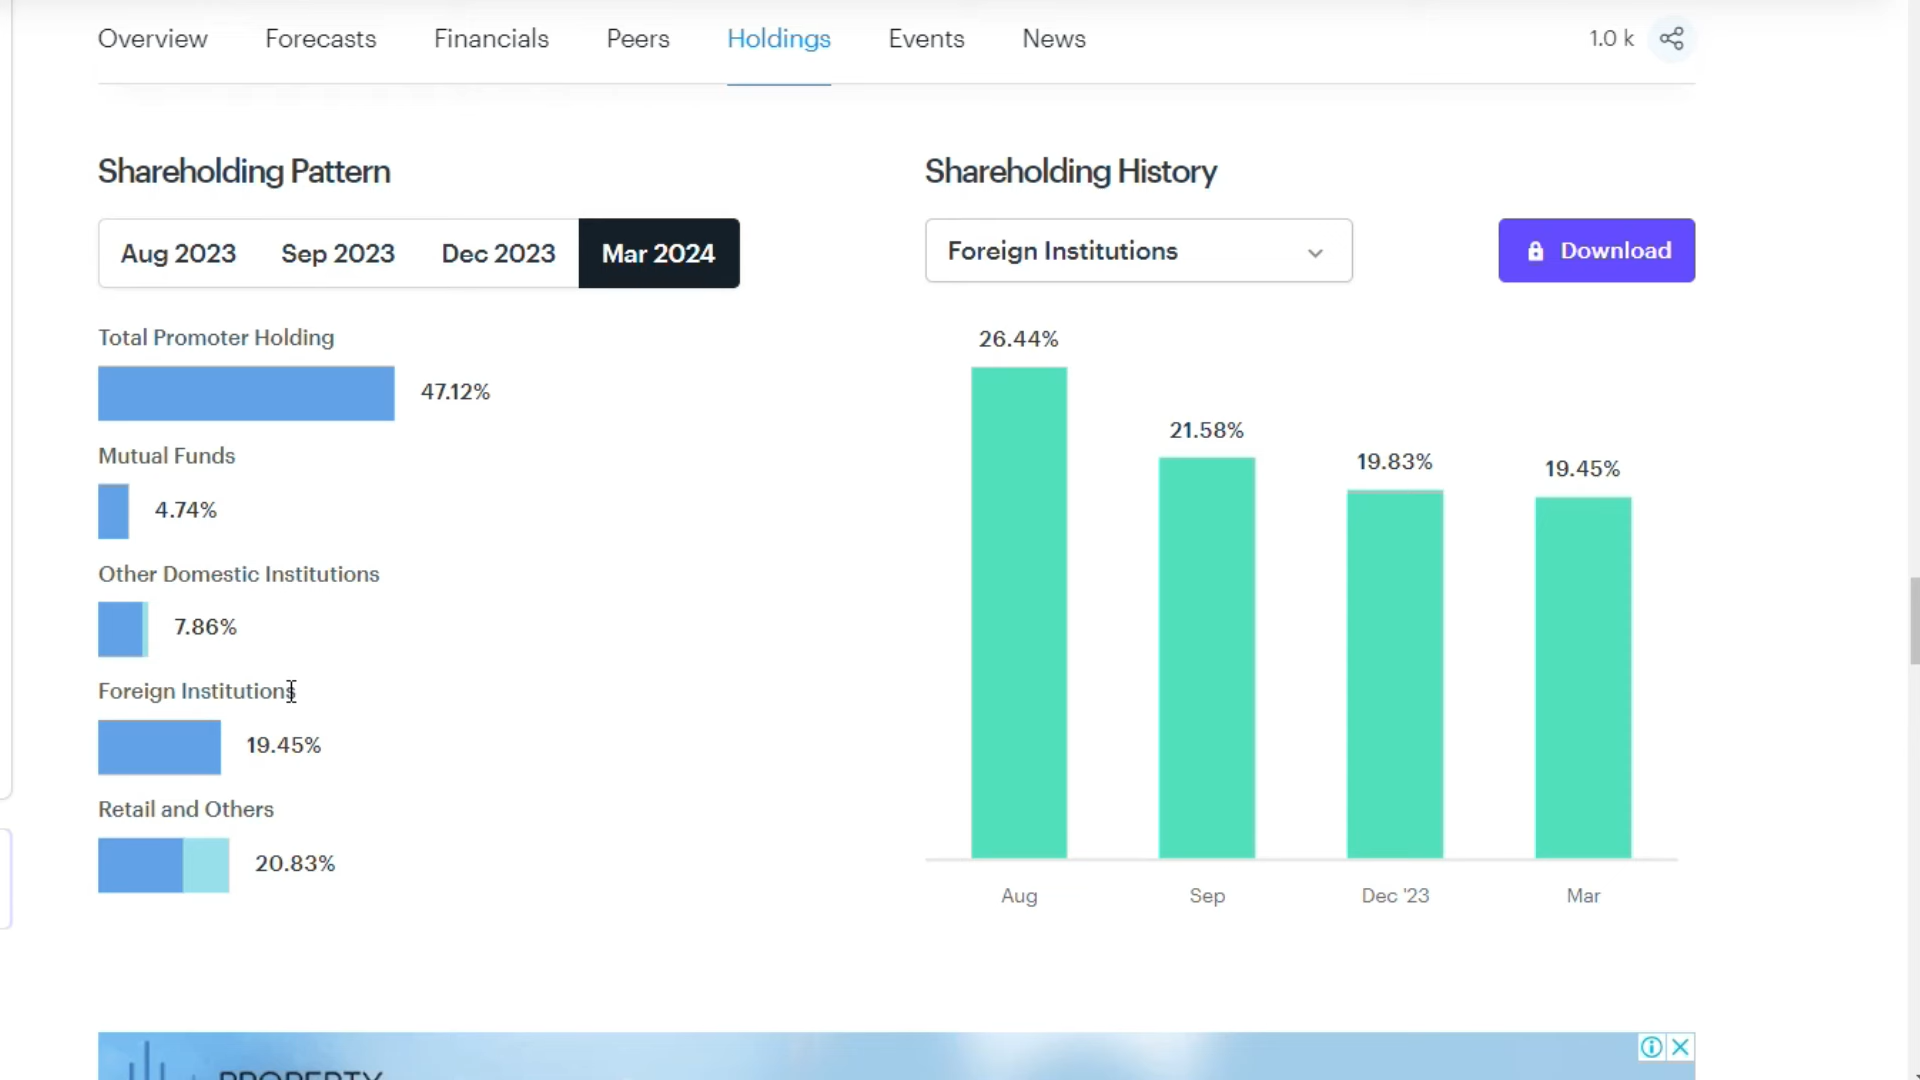 Overview Forecasts Financials Peers Holdings Events News 1.0 k
Shareholding Pattern
Aug 2023 Sep 2023 Dec 2023 Mar 2024
Total Promoter Holding
47.12%
Mutual Funds
4.74%
Other Domestic Institutions
7.86%
Foreign Institutions
19.45%
Retail and Others
20.83%
Shareholding History
Foreign Institutions
Download
26.44%
21.58%
19.83%
19.45%
Aug Sep Dec '23 Mar
PROPERTY